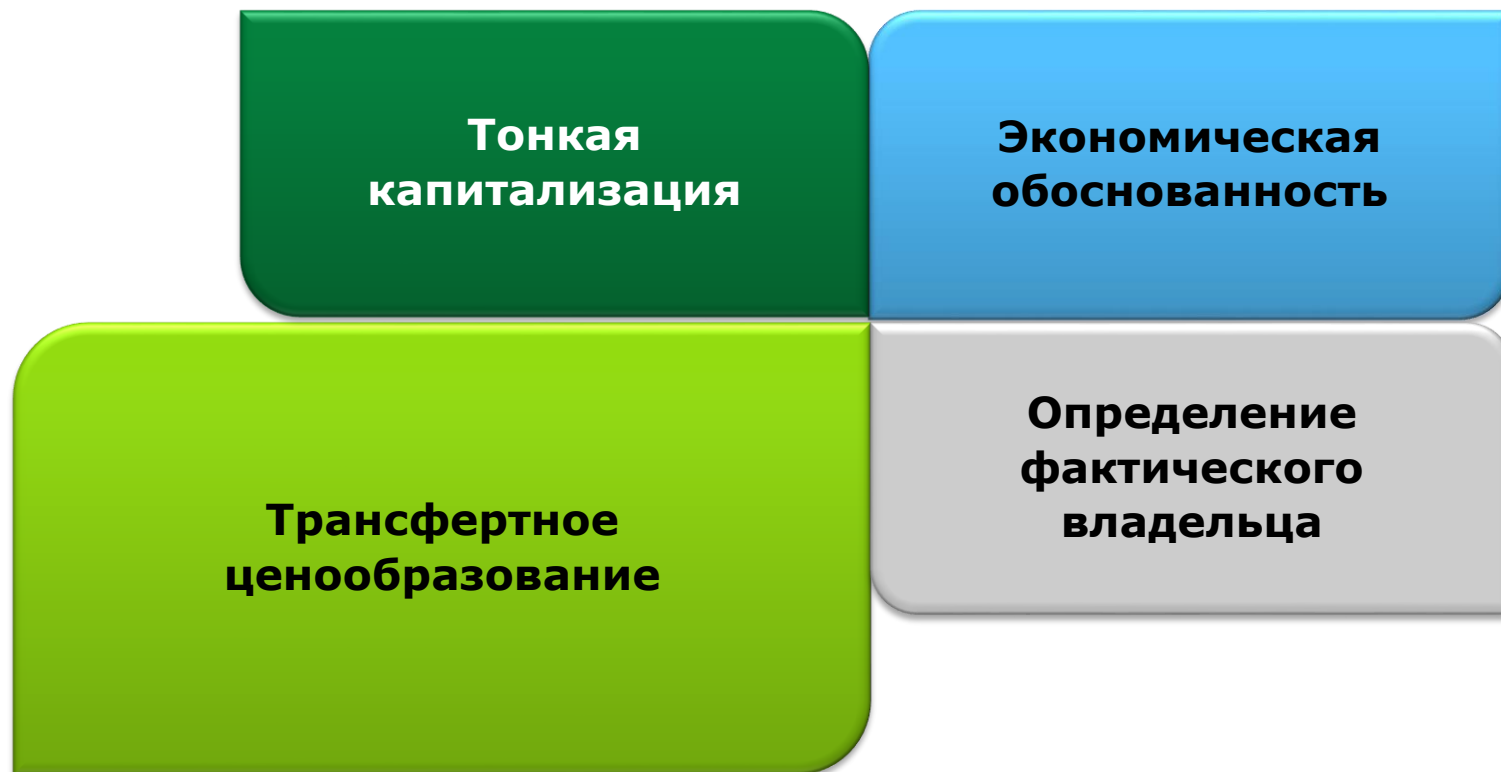 Тонкая
капитализация
Экономическая
обоснованность
Трансфертное
ценообразование
Определение
фактического
владельца